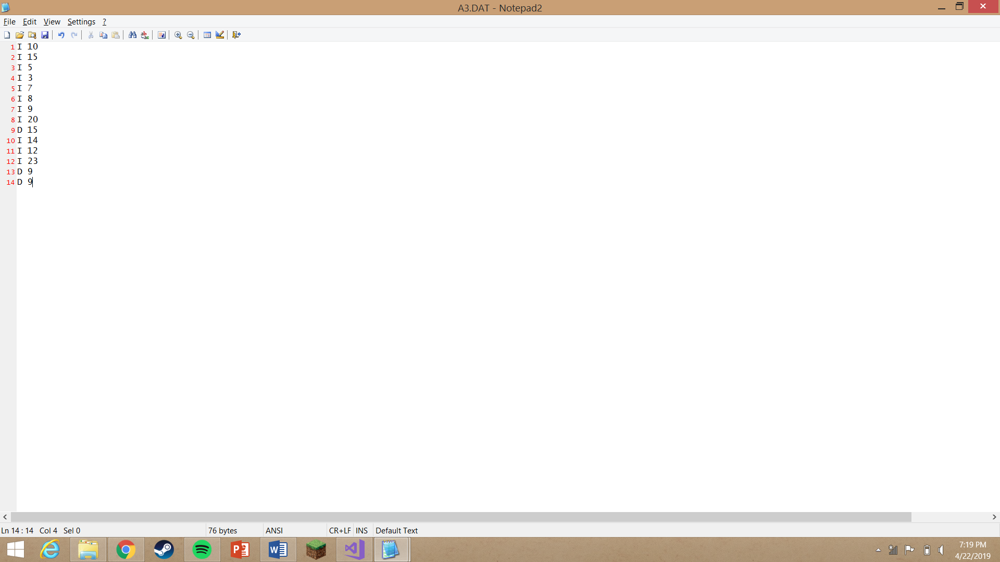 A3.DAT - Notepad2
File Edit View Settings ?
1 I 10
2 I 15
3 I 5
4 I 3
5 I 7
6 I 8
7 I 9
8 I 20
9 D 15
10 I 14
11 I 12
12 I 23
13 D 9
14 D 9
Ln 14 : 14 Col 4 Sel 0 76 bytes ANSI CR+LF INS Default Text
7:19 PM
4/22/2019